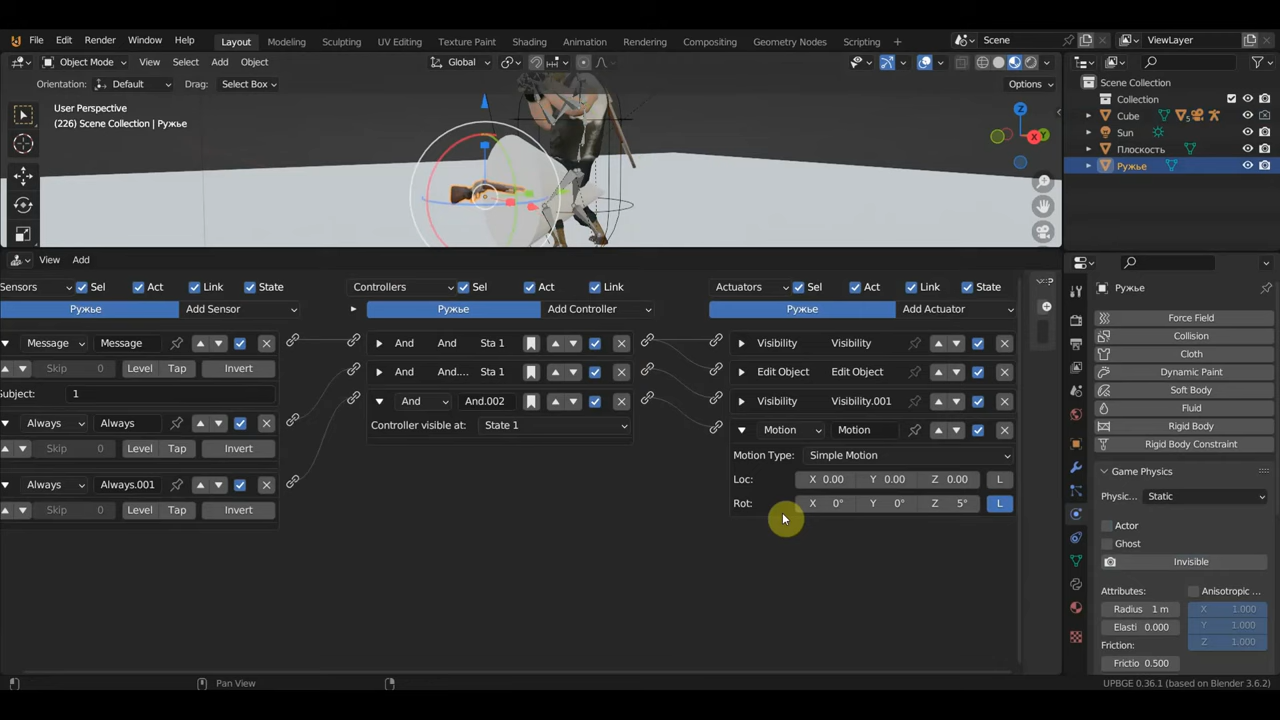 File Edit Render Window Help Layout Modeling Sculpting UV Editing Texture Paint Shading Animation Rendering Compositing Geometry Nodes Scripting + Scene ViewLayer
Object Mode View Select Add Object Global Options
Orientation: Default Drag: Select Box
User Perspective
(226) Scene Collection | Ружье
Z
Y
X
Scene Collection
Collection
Cube 5
Sun
Плоскость
Ружье
View Add
Sensors Sel Act Link State Controllers Sel Act Link Actuators Sel Act Link State
Ружье Add Sensor Ружье Add Controller Ружье Add Actuator
Message Message
Skip 0 Level Tap Invert
Subject: 1
Always Always
Skip 0 Level Tap Invert
Always Always.001
Skip 0 Level Tap Invert
And And Sta 1
And And.... Sta 1
And And.002
Controller visible at: State 1
Visibility Visibility
Edit Object Edit Object
Visibility Visibility.001
Motion Motion
Motion Type: Simple Motion
Loc: X 0.00 Y 0.00 Z 0.00 L
Rot: X 0° Y 0° Z 5° L
Ружье
Force Field
Collision
Cloth
Dynamic Paint
Soft Body
Fluid
Rigid Body
Rigid Body Constraint
Game Physics
Physic... Static
Actor
Ghost
Invisible
Attributes: Anisotropic ...
Radius 1 m X 1.000
Elasti 0.000 Y 1.000
Friction: Z 1.000
Frictio 0.500
Pan View UPBGE 0.36.1 (based on Blender 3.6.2)